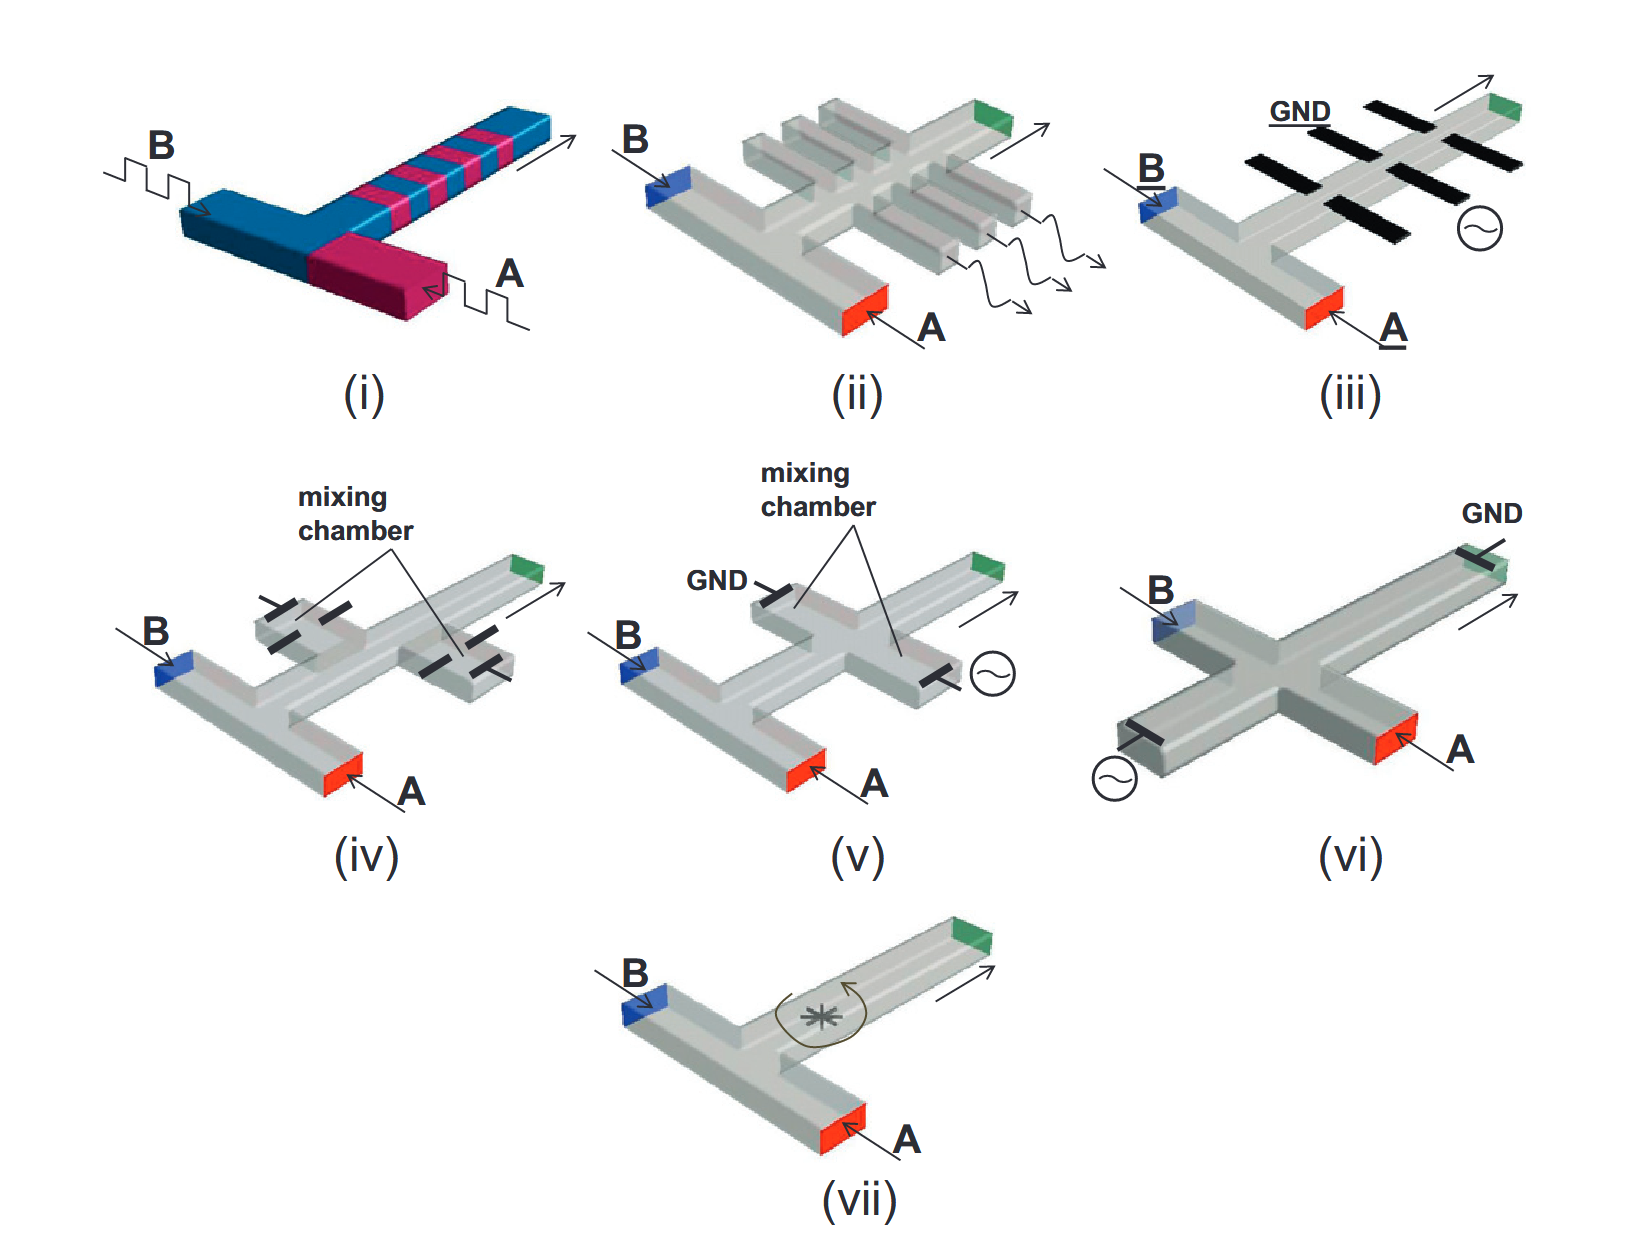 B
A
(i)
B
A
(ii)
GND
B
A
(iii)
mixing
chamber
B
A
(iv)
mixing
chamber
GND
B
A
(v)
GND
B
A
(vi)
B
A
(vii)